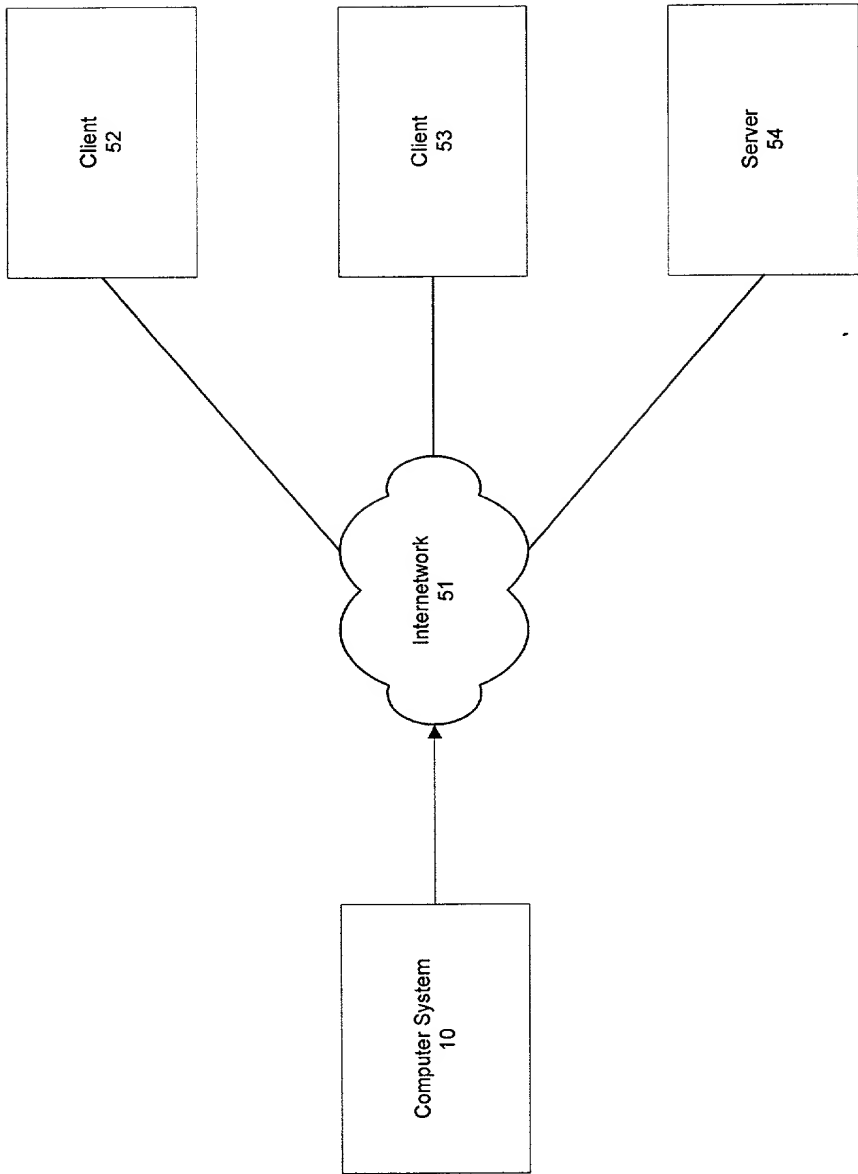 Client
52
Client
53
Server
54
Internetwork
51
Computer System
10